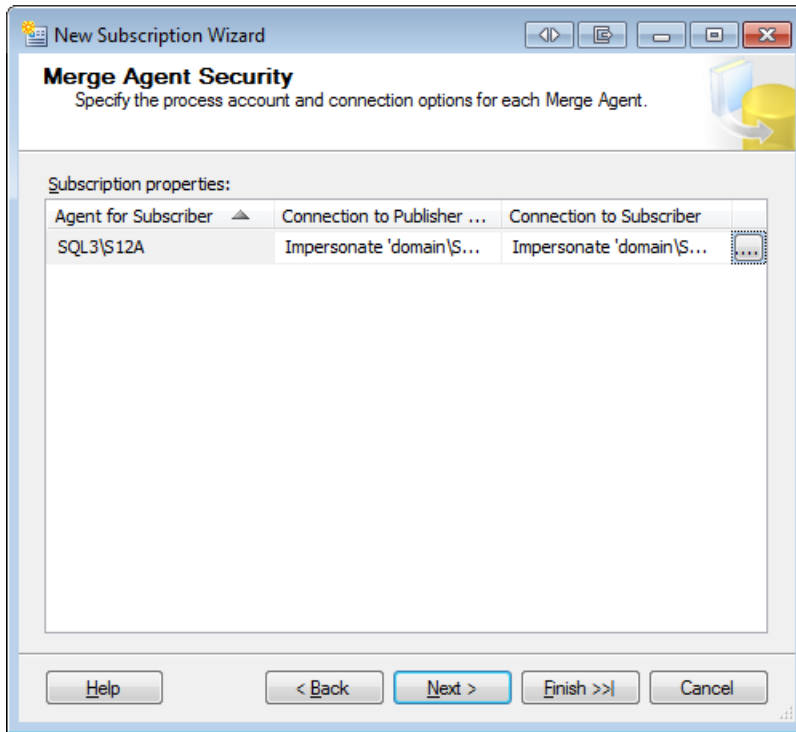 New Subscription Wizard
Merge Agent Security
Specify the process account and connection options for each Merge Agent.
Subscription properties:
Agent for Subscriber Connection to Publisher ... Connection to Subscriber
SQL3\S12A Impersonate 'domain\S... Impersonate 'domain\S... ...
Help < Back Next > Finish >>| Cancel